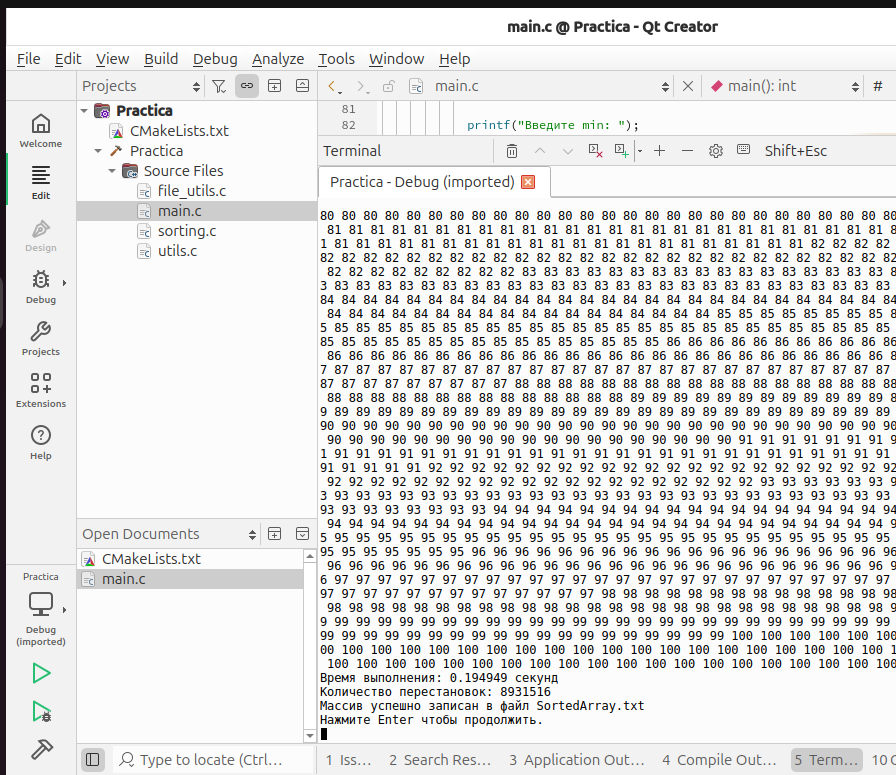 main.c @ Practica - Qt Creator
File Edit View Build Debug Analyze Tools Window Help
Projects
main.c
main(): int
#
Welcome
Edit
Design
Debug
Projects
Extensions
Help
Practica
CMakeLists.txt
Practica
Source Files
file_utils.c
main.c
sorting.c
utils.c
Open Documents
CMakeLists.txt
main.c
Practica
Debug
(imported)
81
82 printf("Введите min: ");
Terminal
Shift+Esc
Practica - Debug (imported)
80 80 80 80 80 80 80 80 80 80 80 80 80 80 80 80 80 80 80 80 80 80 80 80 80 80 80
81 81 81 81 81 81 81 81 81 81 81 81 81 81 81 81 81 81 81 81 81 81 81 81 81 81 8
1 81 81 81 81 81 81 81 81 81 81 81 81 81 81 81 81 81 81 81 81 81 81 82 82 82 82
82 82 82 82 82 82 82 82 82 82 82 82 82 82 82 82 82 82 82 82 82 82 82 82 82 82 82
82 82 82 82 82 82 82 82 82 83 83 83 83 83 83 83 83 83 83 83 83 83 83 83 83 83 8
3 83 83 83 83 83 83 83 83 83 83 83 83 83 83 83 83 83 83 83 83 83 83 83 83 83 83
84 84 84 84 84 84 84 84 84 84 84 84 84 84 84 84 84 84 84 84 84 84 84 84 84 84 84
84 84 84 84 84 84 84 84 84 84 84 84 84 84 84 84 84 84 85 85 85 85 85 85 85 85 8
5 85 85 85 85 85 85 85 85 85 85 85 85 85 85 85 85 85 85 85 85 85 85 85 85 85 85
85 85 85 85 85 85 85 85 85 85 85 85 85 85 85 85 86 86 86 86 86 86 86 86 86 86 86
86 86 86 86 86 86 86 86 86 86 86 86 86 86 86 86 86 86 86 86 86 86 86 86 86 86 8
7 87 87 87 87 87 87 87 87 87 87 87 87 87 87 87 87 87 87 87 87 87 87 87 87 87 87
87 87 87 87 87 87 87 87 87 88 88 88 88 88 88 88 88 88 88 88 88 88 88 88 88 88 88
88 88 88 88 88 88 88 88 88 88 88 88 88 88 89 89 89 89 89 89 89 89 89 89 89 89 8
9 89 89 89 89 89 89 89 89 89 89 89 89 89 89 89 89 89 89 89 89 89 89 89 89 89 89
90 90 90 90 90 90 90 90 90 90 90 90 90 90 90 90 90 90 90 90 90 90 90 90 90 90 90
90 90 90 90 90 90 90 90 90 90 90 90 90 90 90 90 90 90 90 91 91 91 91 91 91 91 9
1 91 91 91 91 91 91 91 91 91 91 91 91 91 91 91 91 91 91 91 91 91 91 91 91 91 91
91 91 91 91 91 92 92 92 92 92 92 92 92 92 92 92 92 92 92 92 92 92 92 92 92 92 92
92 92 92 92 92 92 92 92 92 92 92 92 92 92 92 92 92 92 92 92 93 93 93 93 93 93 9
3 93 93 93 93 93 93 93 93 93 93 93 93 93 93 93 93 93 93 93 93 93 93 93 93 93 93
93 93 93 93 93 93 93 93 94 94 94 94 94 94 94 94 94 94 94 94 94 94 94 94 94 94 94
94 94 94 94 94 94 94 94 94 94 94 94 94 94 94 94 94 94 94 94 94 94 94 94 94 94 9
5 95 95 95 95 95 95 95 95 95 95 95 95 95 95 95 95 95 95 95 95 95 95 95 95 95 95
95 95 95 95 95 95 95 96 96 96 96 96 96 96 96 96 96 96 96 96 96 96 96 96 96 96 96
96 96 96 96 96 96 96 96 96 96 96 96 96 96 96 96 96 96 96 96 96 96 96 96 96 96 9
6 97 97 97 97 97 97 97 97 97 97 97 97 97 97 97 97 97 97 97 97 97 97 97 97 97 97
97 97 97 97 97 97 97 97 97 97 97 97 97 98 98 98 98 98 98 98 98 98 98 98 98 98 98
98 98 98 98 98 98 98 98 98 98 98 98 98 98 98 98 98 98 98 98 98 98 98 98 98 98 9
9 99 99 99 99 99 99 99 99 99 99 99 99 99 99 99 99 99 99 99 99 99 99 99 99 99 99
99 99 99 99 99 99 99 99 99 99 99 99 99 99 99 99 99 99 99 100 100 100 100 100 100
00 100 100 100 100 100 100 100 100 100 100 100 100 100 100 100 100 100 100 100 1
100 100 100 100 100 100 100 100 100 100 100 100 100 100 100 100 100 100 100 100
Время выполнения: 0.194949 секунд
Количество перестановок: 8931516
Массив успешно записан в файл SortedArray.txt
Нажмите Enter чтобы продолжить.
Type to locate (Ctrl... 1 Iss... 2 Search Res... 3 Application Out... 4 Compile Out... 5 Term... 10